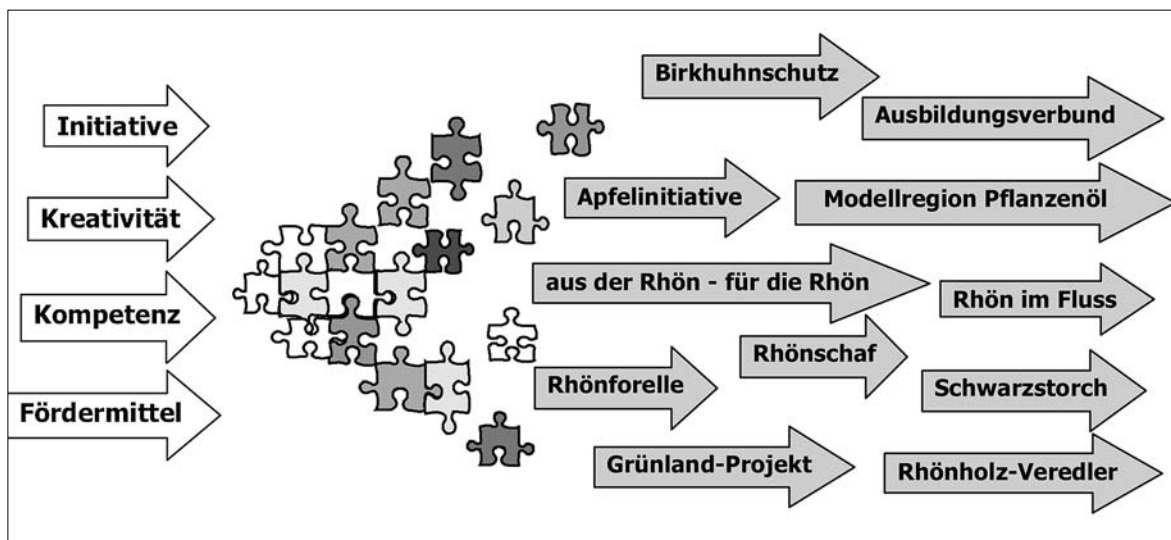 Initiative
Kreativität
Kompetenz
Fördermittel
Birkhuhnschutz
Ausbildungsverbund
Apfelinitiative
Modellregion Pflanzenöl
aus der Rhön - für die Rhön
Rhön im Fluss
Rhönschaf
Rhönforelle
Schwarzstorch
Grünland-Projekt
Rhönholz-Veredler